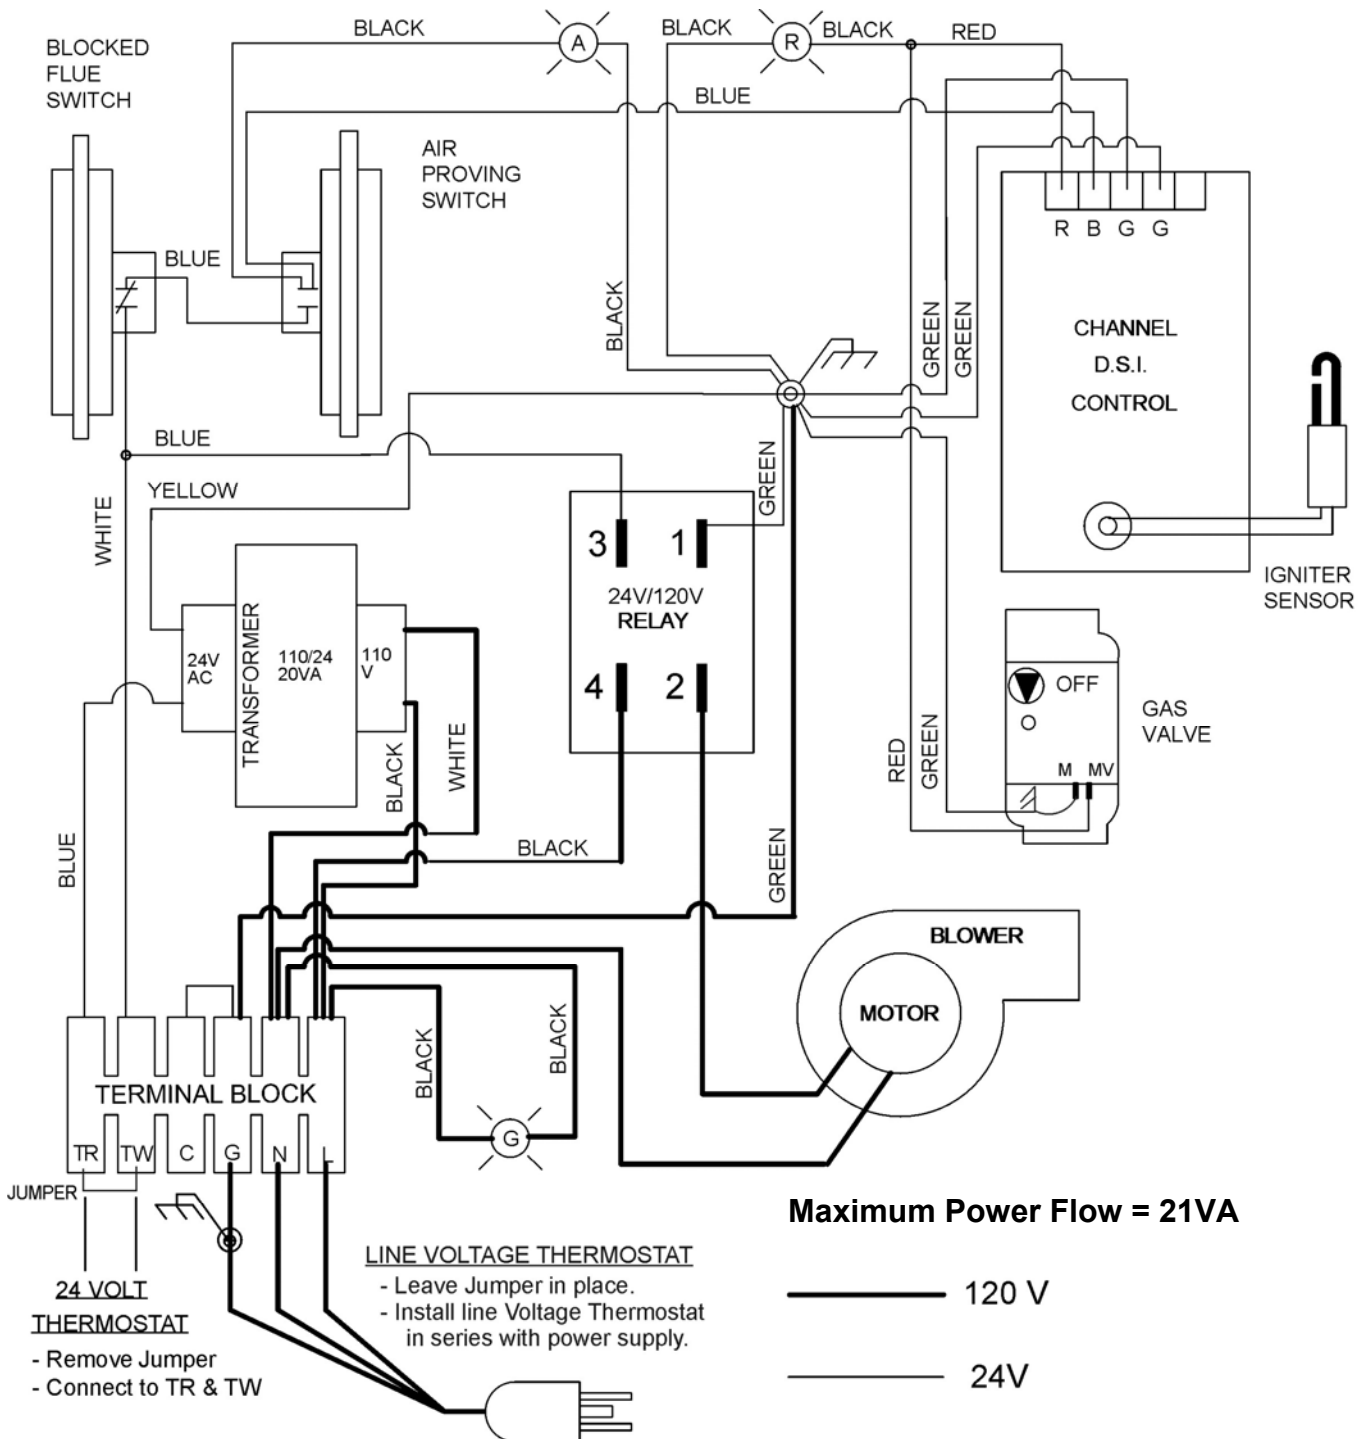 BLACK
A
BLACK
R
BLACK
RED
BLOCKED
FLUE
SWITCH
BLUE
AIR
PROVING
SWITCH
R B G G
BLUE
BLACK
GREEN
GREEN
CHANNEL
D.S.I.
CONTROL
BLUE
YELLOW
WHITE
GREEN
3
1
24V/120V
RELAY
4
2
IGNITER
SENSOR
24V
AC
TRANSFORMER
110/24
20VA
110
V
BLACK
WHITE
OFF
M MV
GAS
VALVE
RED
GREEN
BLUE
BLACK
GREEN
BLOWER
MOTOR
BLACK
BLACK
G
TERMINAL BLOCK
TR TW C G N L
JUMPER
24 VOLT
THERMOSTAT
- Remove Jumper
- Connect to TR & TW
LINE VOLTAGE THERMOSTAT
- Leave Jumper in place.
- Install line Voltage Thermostat
in series with power supply.
Maximum Power Flow = 21VA
120 V
24V